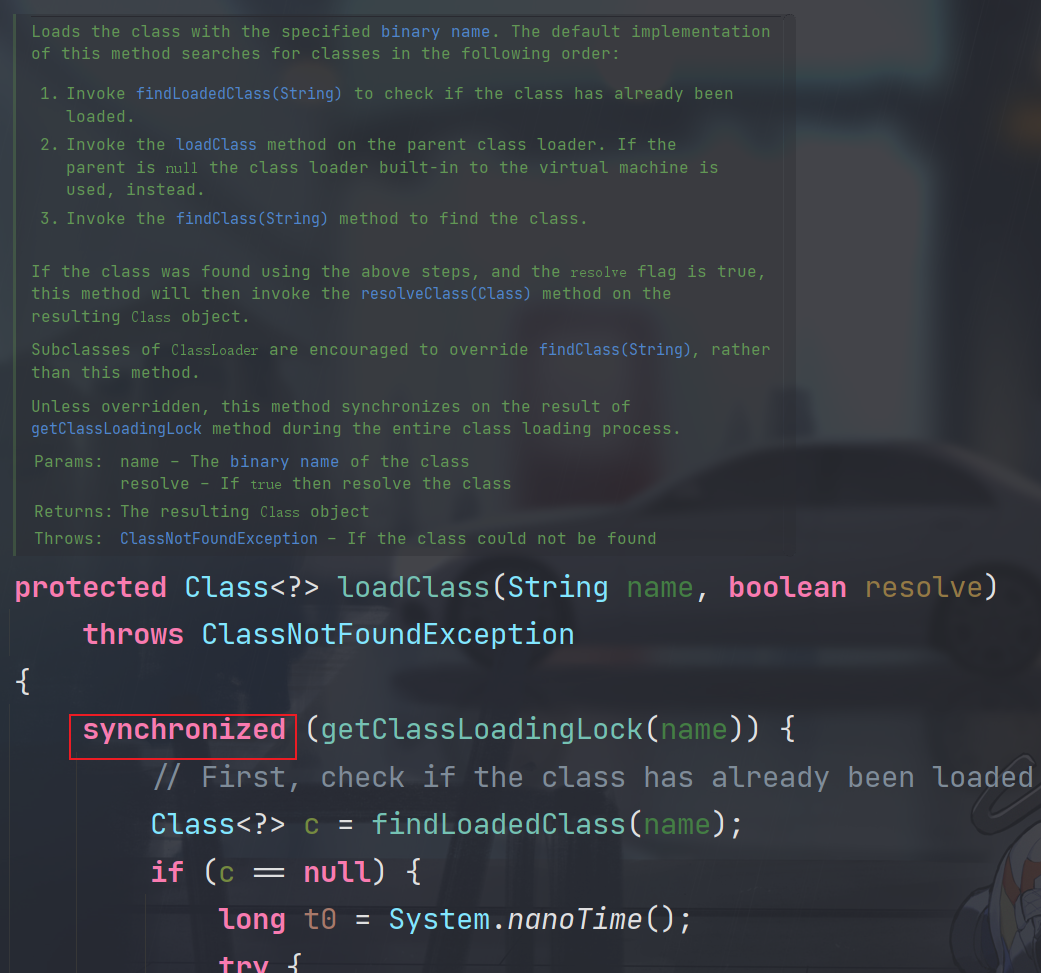 Loads the class with the specified binary name. The default implementation
of this method searches for classes in the following order:
1. Invoke findLoadedClass(String) to check if the class has already been
loaded.
2. Invoke the loadClass method on the parent class loader. If the
parent is null the class loader built-in to the virtual machine is
used, instead.
3. Invoke the findClass(String) method to find the class.
If the class was found using the above steps, and the resolve flag is true,
this method will then invoke the resolveClass(Class) method on the
resulting Class object.
Subclasses of ClassLoader are encouraged to override findClass(String), rather
than this method.
Unless overridden, this method synchronizes on the result of
getClassLoadingLock method during the entire class loading process.
Params: name – The binary name of the class
resolve – If true then resolve the class
Returns: The resulting Class object
Throws: ClassNotFoundException – If the class could not be found
protected Class<?> loadClass(String name, boolean resolve)
throws ClassNotFoundException
{
synchronized (getClassLoadingLock(name)) {
// First, check if the class has already been loaded
Class<?> c = findLoadedClass(name);
if (c == null) {
long t0 = System.nanoTime();
try {